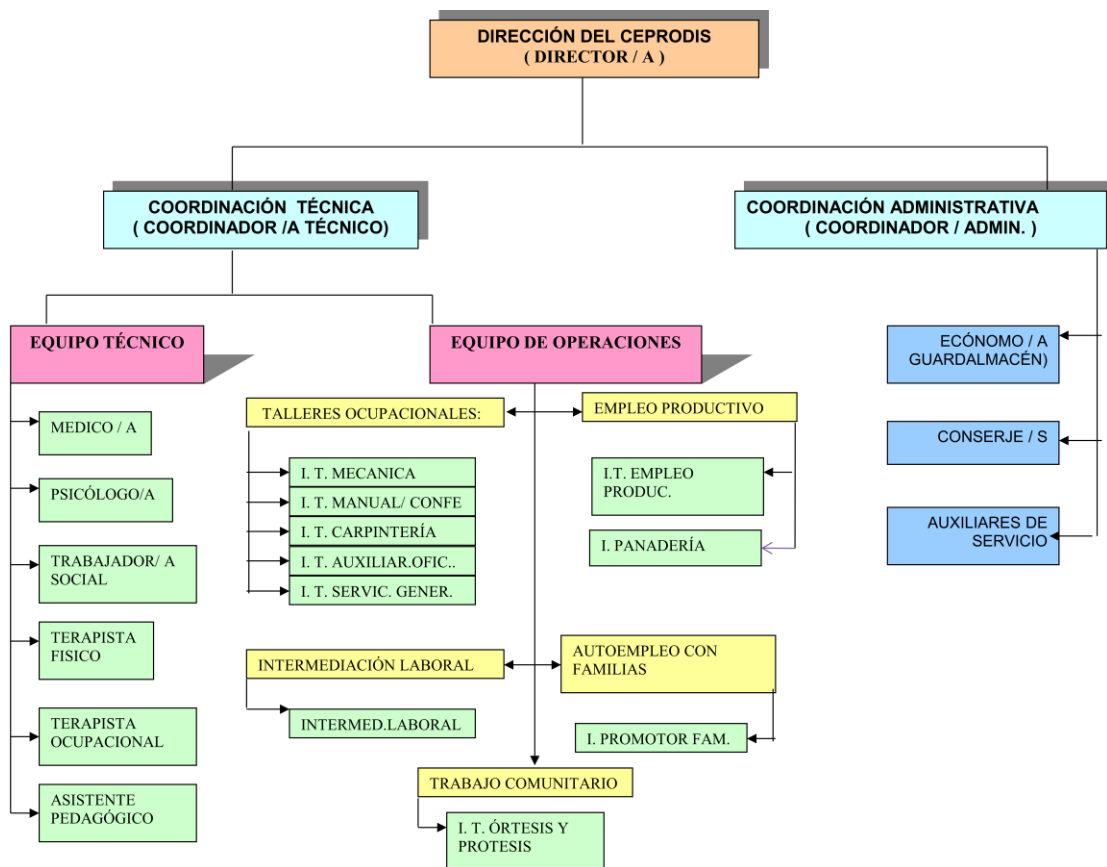 DIRECCIÓN DEL CEPRODIS
( DIRECTOR / A )
COORDINACIÓN TÉCNICA
( COORDINADOR /A TÉCNICO)
COORDINACIÓN ADMINISTRATIVA
( COORDINADOR / ADMIN. )
EQUIPO TÉCNICO
MEDICO / A
PSICÓLOGO/A
TRABAJADOR/ A
SOCIAL
TERAPISTA
FISICO
TERAPISTA
OCUPACIONAL
ASISTENTE
PEDAGÓGICO
EQUIPO DE OPERACIONES
TALLERES OCUPACIONALES:
I. T. MECANICA
I. T. MANUAL/ CONFE
I. T. CARPINTERÍA
I. T. AUXILIAR.OFIC..
I. T. SERVIC. GENER.
EMPLEO PRODUCTIVO
I.T. EMPLEO
PRODUC.
I. PANADERÍA
INTERMEDIACIÓN LABORAL
INTERMED.LABORAL
AUTOEMPLEO CON
FAMILIAS
I. PROMOTOR FAM.
TRABAJO COMUNITARIO
I. T. ÓRTESIS Y
PROTESIS
ECÓNOMO / A
GUARDALMACÉN)
CONSERJE / S
AUXILIARES DE
SERVICIO